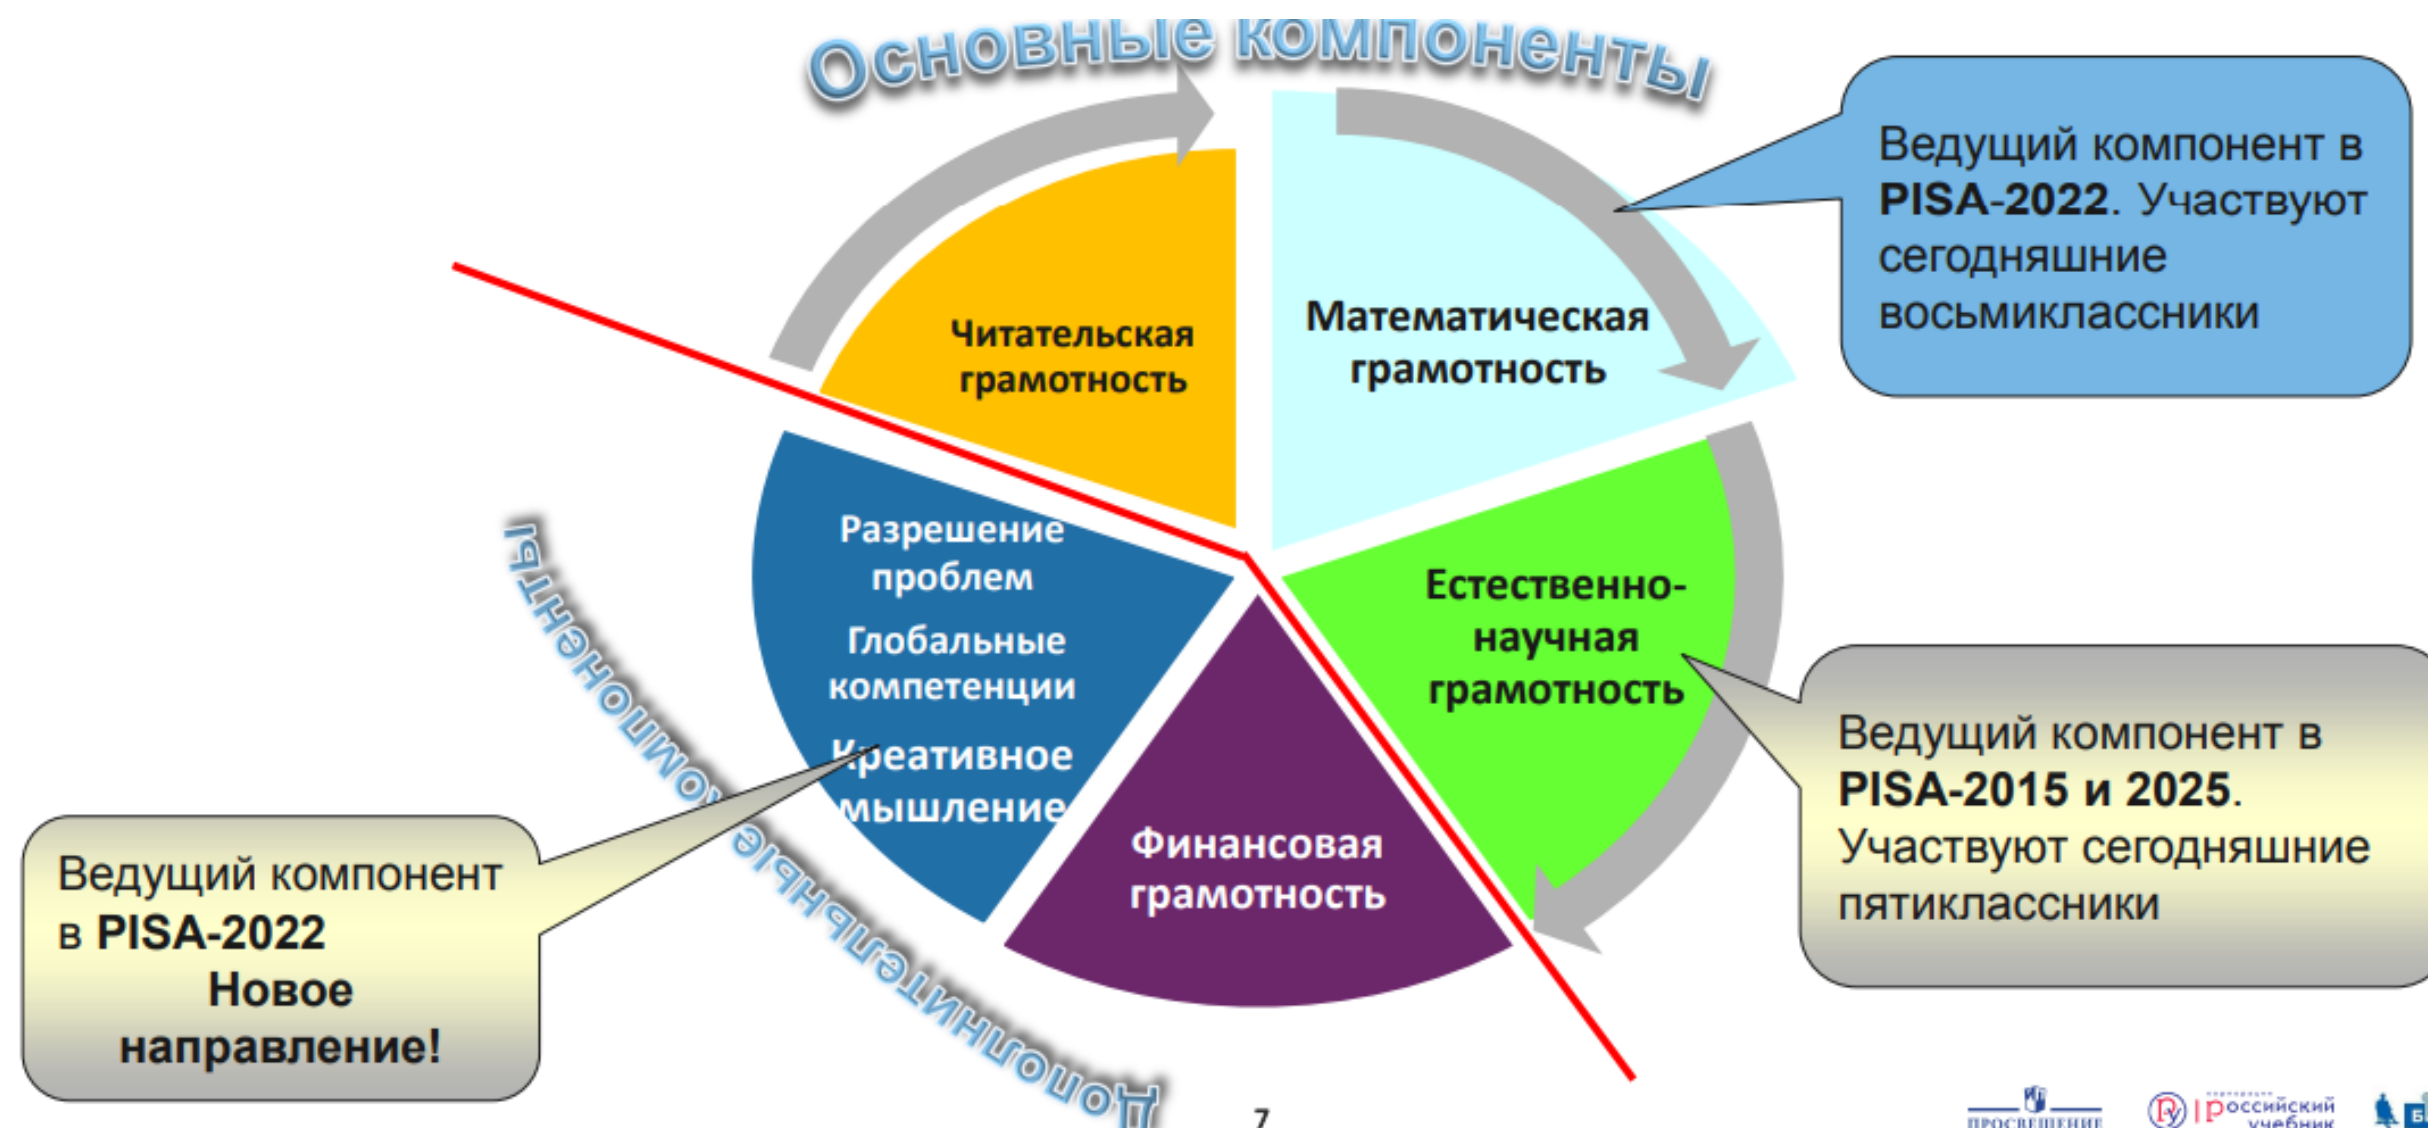 Основные компоненты
Ведущий компонент в
PISA-2022. Участвуют
сегодняшние
восьмиклассники
Читательская
грамотность
Математическая
грамотность
Разрешение
проблем
Глобальные
компетенции
Креативное
мышление
Естественно-
научная
грамотность
Финансовая
грамотность
Дополнительные компоненты
Ведущий компонент в
PISA-2015 и 2025.
Участвуют сегодняшние
пятиклассники
Ведущий компонент
в PISA-2022
Новое
направление!
7
ПРОСВЕЩЕНИЕ
российский
учебник